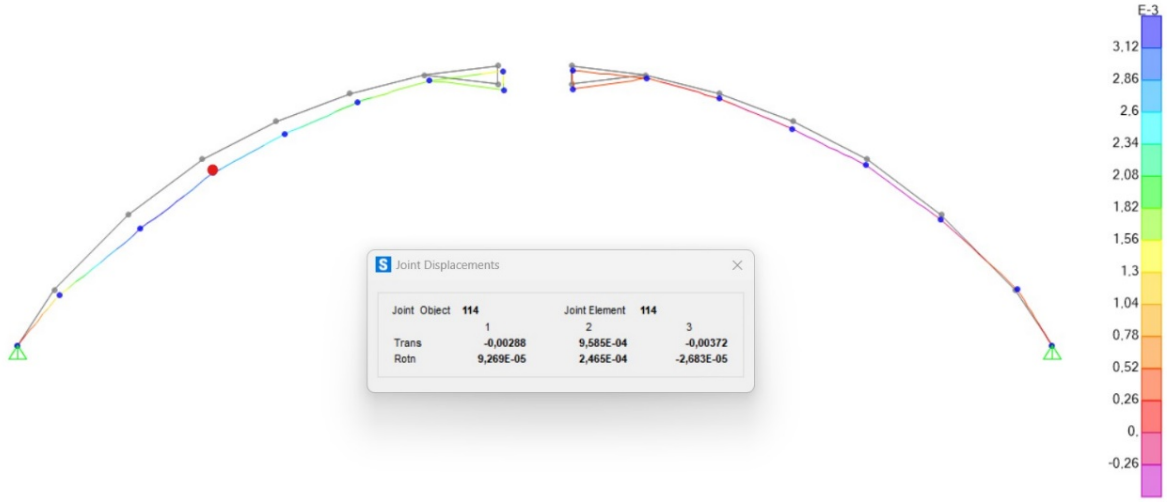 E-3
3,12
2,86
2,6
2,34
2,08
1,82
1,56
1,3
1,04
0,78
0,52
0,26
0,
-0,26
S Joint Displacements
Joint Object 114 Joint Element 114
1 2 3
Trans -0,00288 9,585E-04 -0,00372
Rotn 9,269E-05 2,465E-04 -2,683E-05